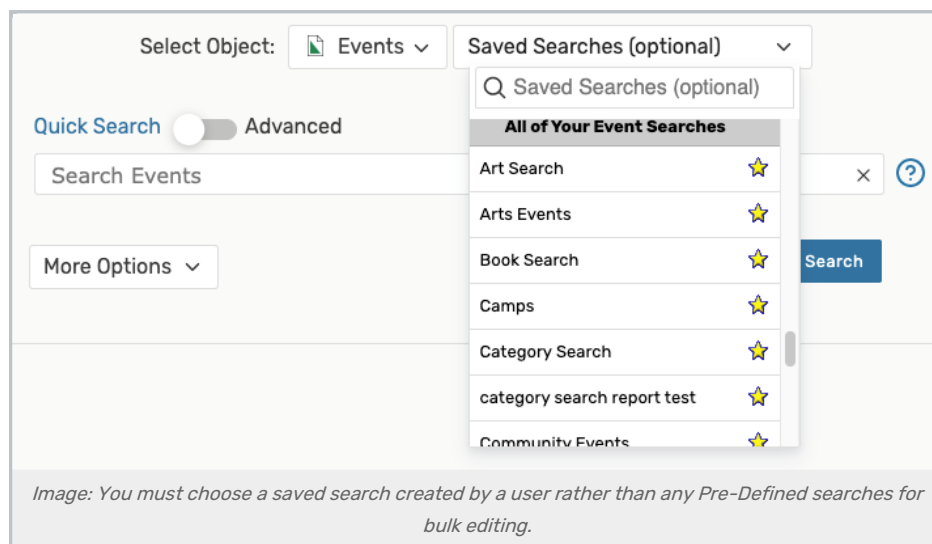 Select Object: Events Saved Searches (optional)
Saved Searches (optional)
Quick Search Advanced
All of Your Event Searches
Search Events
Art Search
Arts Events
Book Search
More Options
Search
Camps
Category Search
category search report test
Community Events
Image: You must choose a saved search created by a user rather than any Pre-Defined searches for
bulk editing.